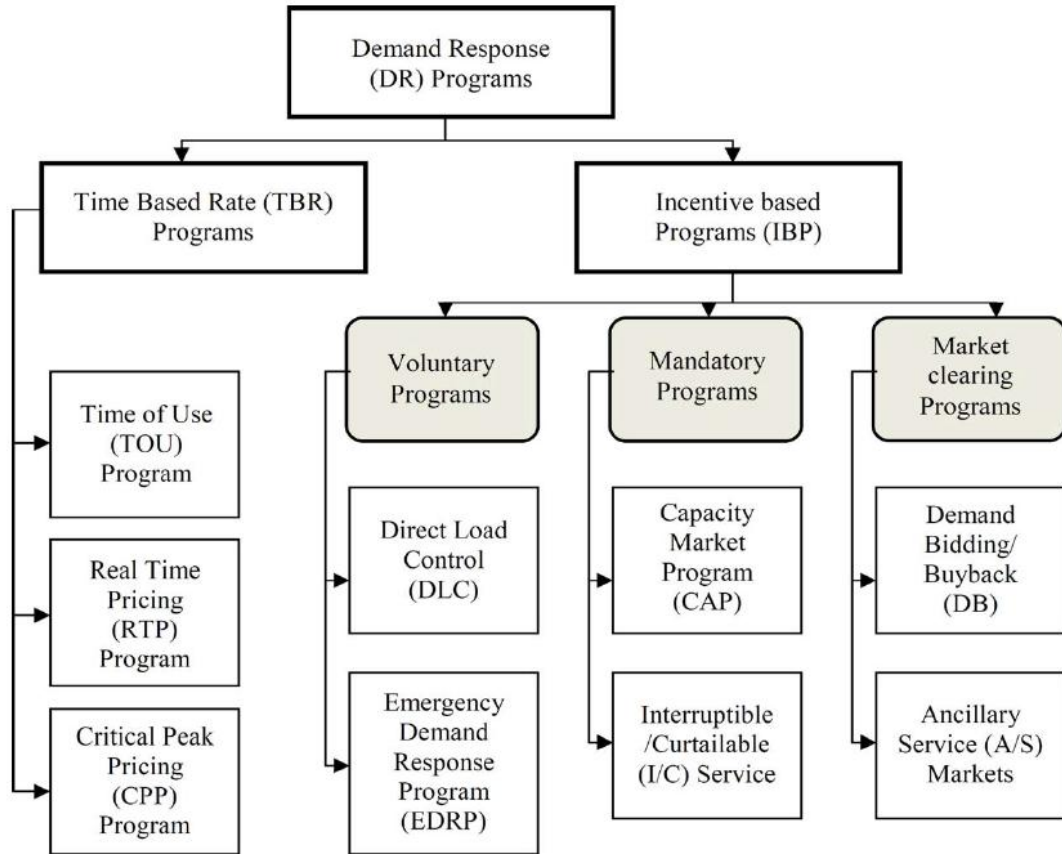 Demand Response
(DR) Programs
Time Based Rate (TBR)
Programs
Incentive based
Programs (IBP)
Voluntary
Programs
Mandatory
Programs
Market
clearing
Programs
Time of Use
(TOU)
Program
Real Time
Pricing
(RTP)
Program
Critical Peak
Pricing
(CPP)
Program
Direct Load
Control
(DLC)
Emergency
Demand
Response
Program
(EDRP)
Capacity
Market
Program
(CAP)
Interruptible
/Curtailable
(I/C) Service
Demand
Bidding/
Buyback
(DB)
Ancillary
Service (A/S)
Markets